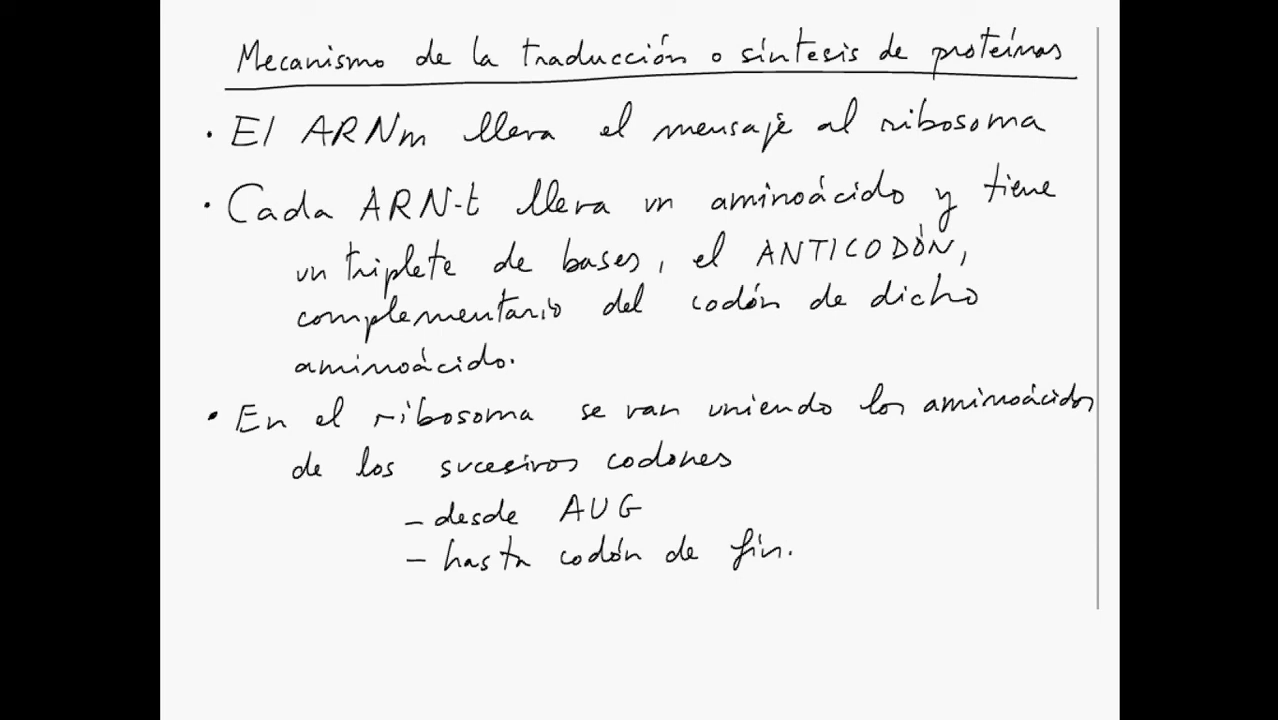 Mecanismo de la traducción o síntesis de proteínas
· El ARNm lleva el mensaje al ribosoma
· Cada ARN-t lleva un aminoácido y tiene
un triplete de bases, el ANTICODÓN,
complementario del codón de dicho
aminoácido.
· En el ribosoma se van uniendo los aminoácidos
de los sucesivos codones
- desde AUG
- hasta codón de fin.